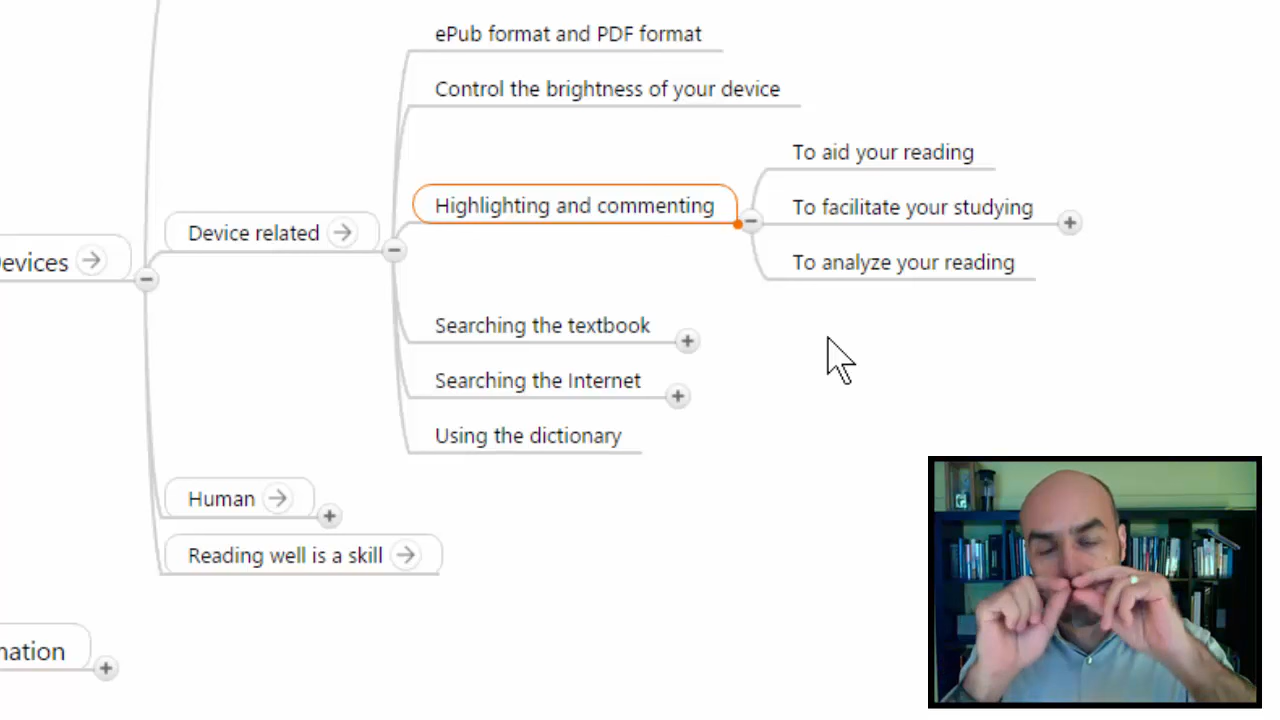 ePub format and PDF format
Control the brightness of your device
To aid your reading
Highlighting and commenting
To facilitate your studying
Device related
To analyze your reading
Searching the textbook
Searching the Internet
Using the dictionary
Human
Reading well is a skill